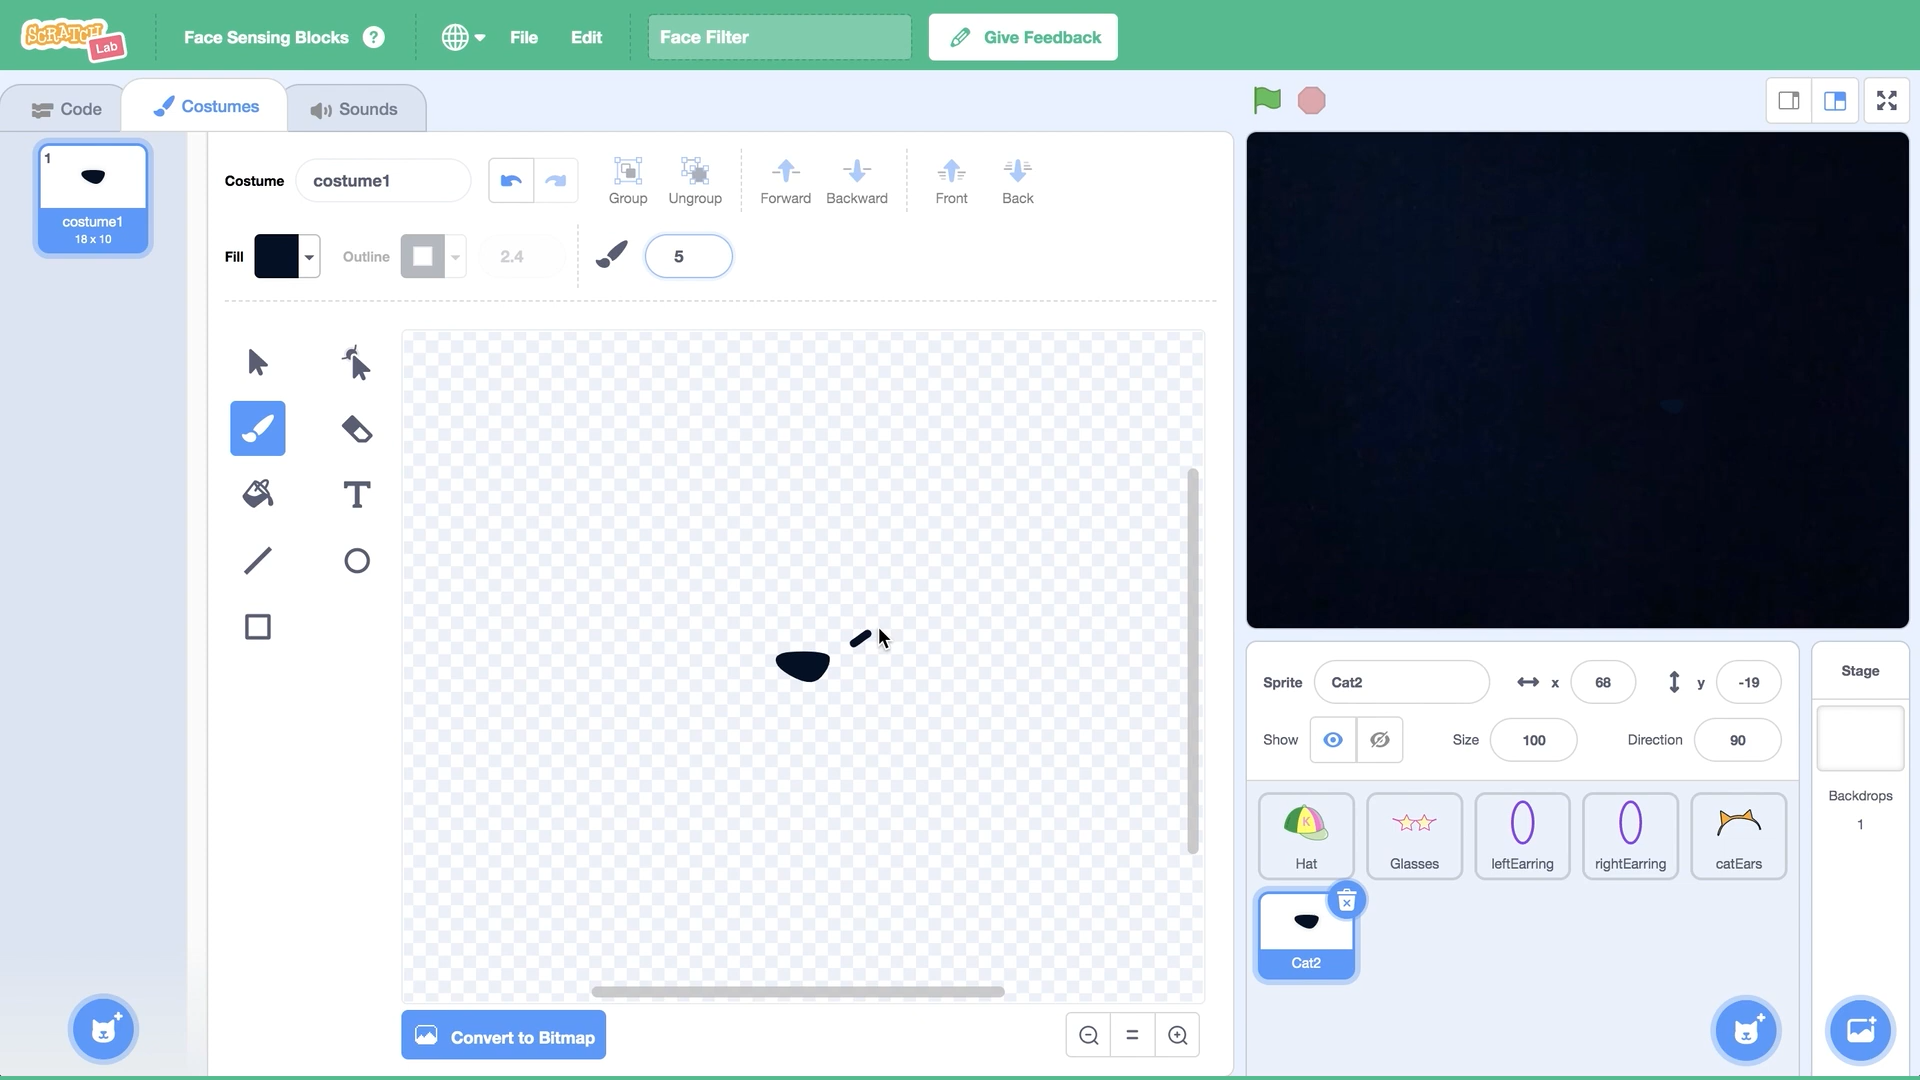 SCRATCH Lab
Face Sensing Blocks ? File Edit Face Filter Give Feedback
Code Costumes Sounds
1
costume1
18 x 10
Costume costume1 Group Ungroup Forward Backward Front Back
Fill Outline 2.4 5
T
Convert to Bitmap
Sprite Cat2 x 68 y -19
Show Size 100 Direction 90
K
Hat Glasses leftEarring rightEarring catEars
Cat2
Stage
Backdrops
1